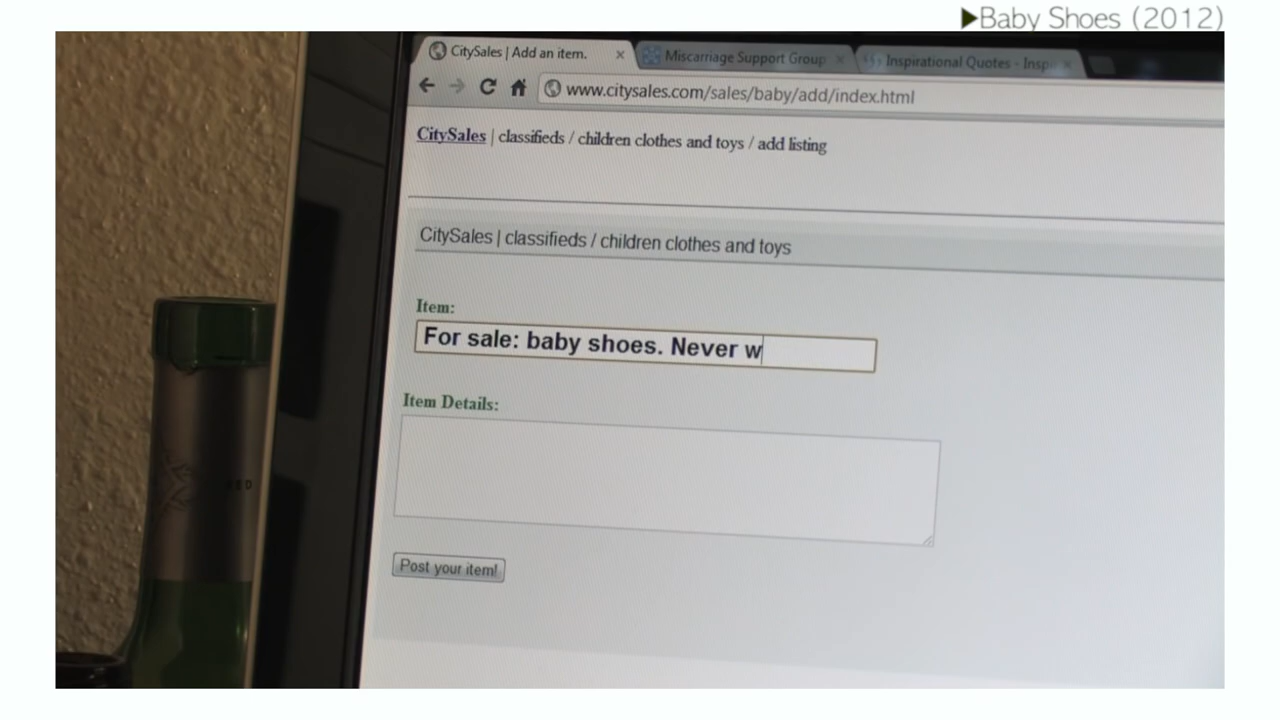 ▶Baby Shoes (2012)
CitySales | Add an item.
Miscarriage Support Group
Inspirational Quotes - Insp
www.citysales.com/sales/baby/add/index.html
CitySales | classifieds / children clothes and toys / add listing
CitySales | classifieds / children clothes and toys
Item:
For sale: baby shoes. Never w
Item Details:
Post your item!